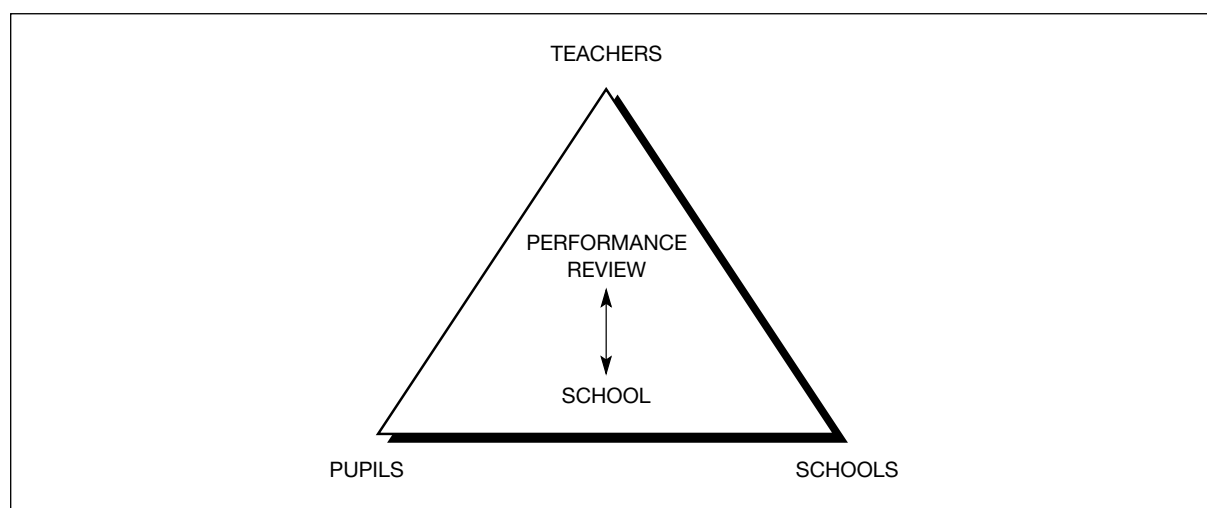 TEACHERS
PERFORMANCE
REVIEW
SCHOOL
PUPILS
SCHOOLS